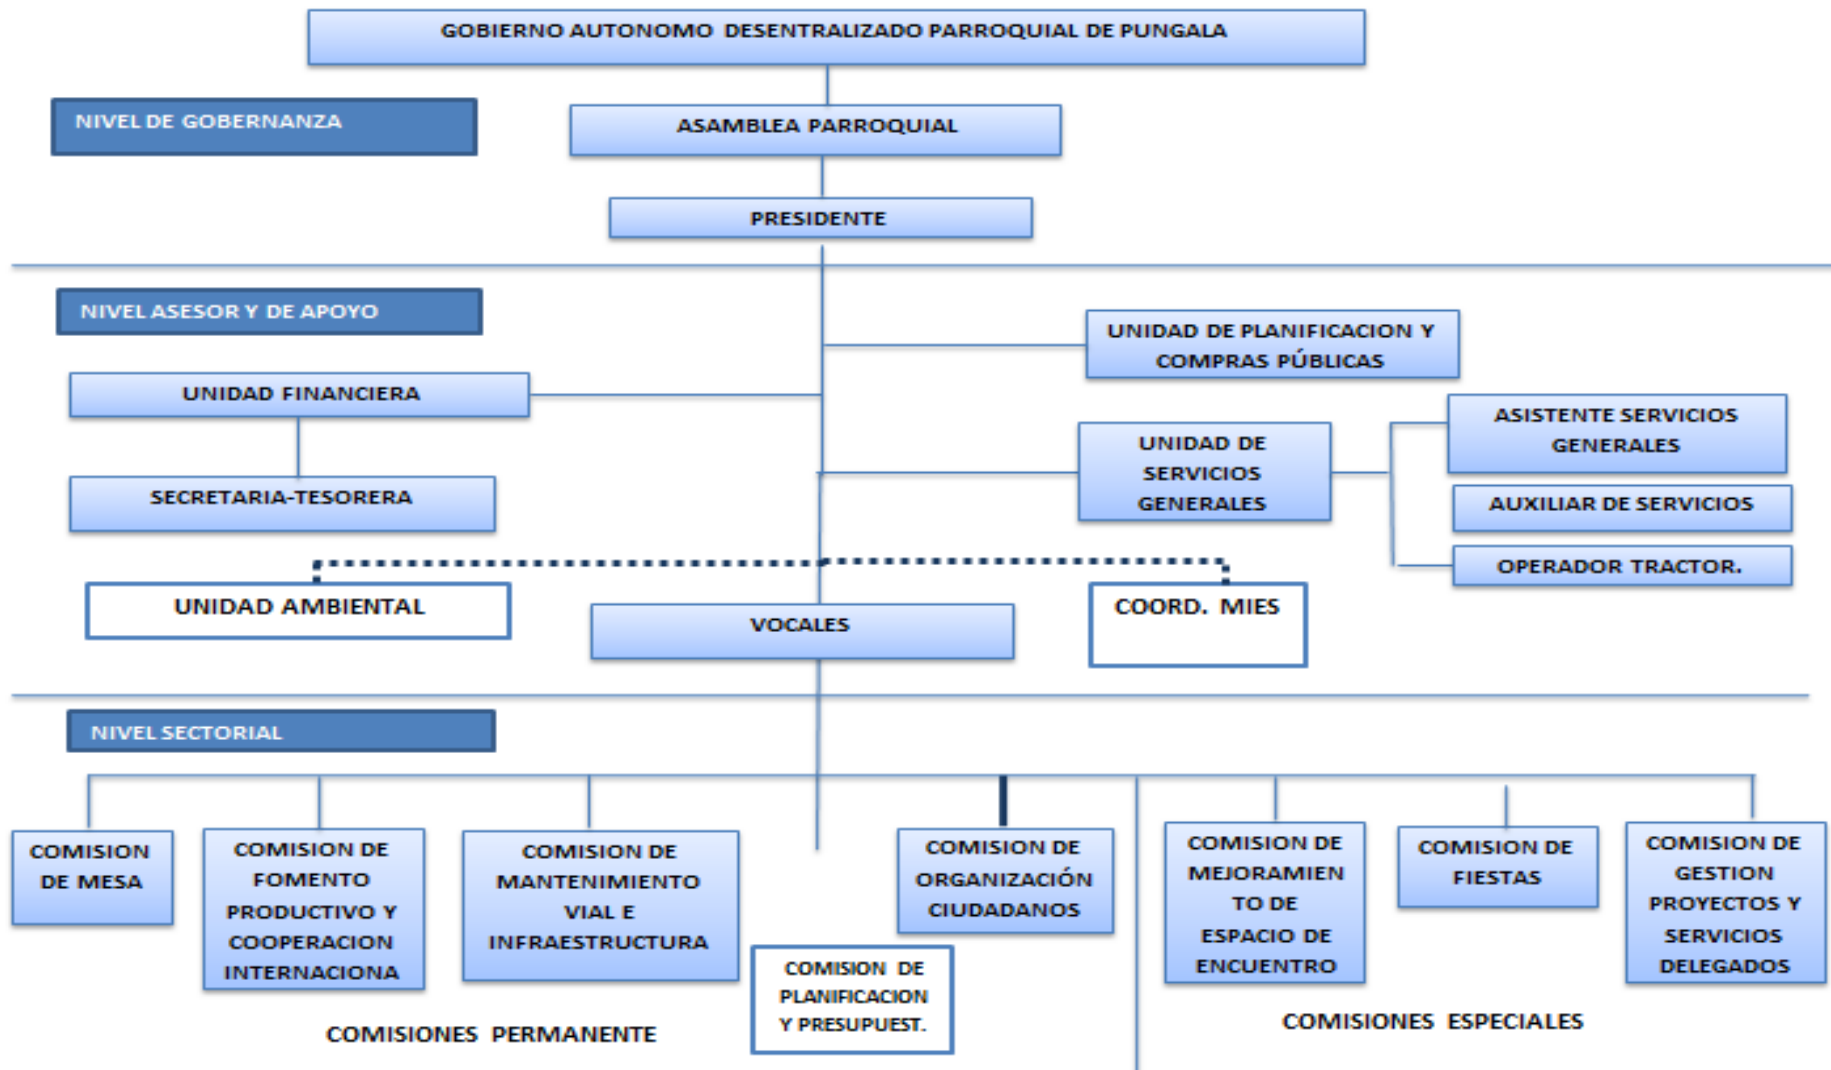 GOBIERNO AUTONOMO DESENTRALIZADO PARROQUIAL DE PUNGALA
NIVEL DE GOBERNANZA
ASAMBLEA PARROQUIAL
PRESIDENTE
NIVEL ASESOR Y DE APOYO
UNIDAD DE PLANIFICACION Y
COMPRAS PÚBLICAS
UNIDAD FINANCIERA
ASISTENTE SERVICIOS
GENERALES
UNIDAD DE
SERVICIOS
GENERALES
SECRETARIA-TESORERA
AUXILIAR DE SERVICIOS
OPERADOR TRACTOR.
UNIDAD AMBIENTAL
VOCALES
COORD. MIES
NIVEL SECTORIAL
COMISION
DE MESA
COMISION DE
FOMENTO
PRODUCTIVO Y
COOPERACION
INTERNACIONA
COMISION DE
MANTENIMIENTO
VIAL E
INFRAESTRUCTURA
COMISION DE
PLANIFICACION
Y PRESUPUEST.
COMISION DE
ORGANIZACIÓN
CIUDADANOS
COMISION DE
MEJORAMIEN
TO DE
ESPACIO DE
ENCUENTRO
COMISION DE
FIESTAS
COMISION DE
GESTION
PROYECTOS Y
SERVICIOS
DELEGADOS
COMISIONES PERMANENTE
COMISIONES ESPECIALES